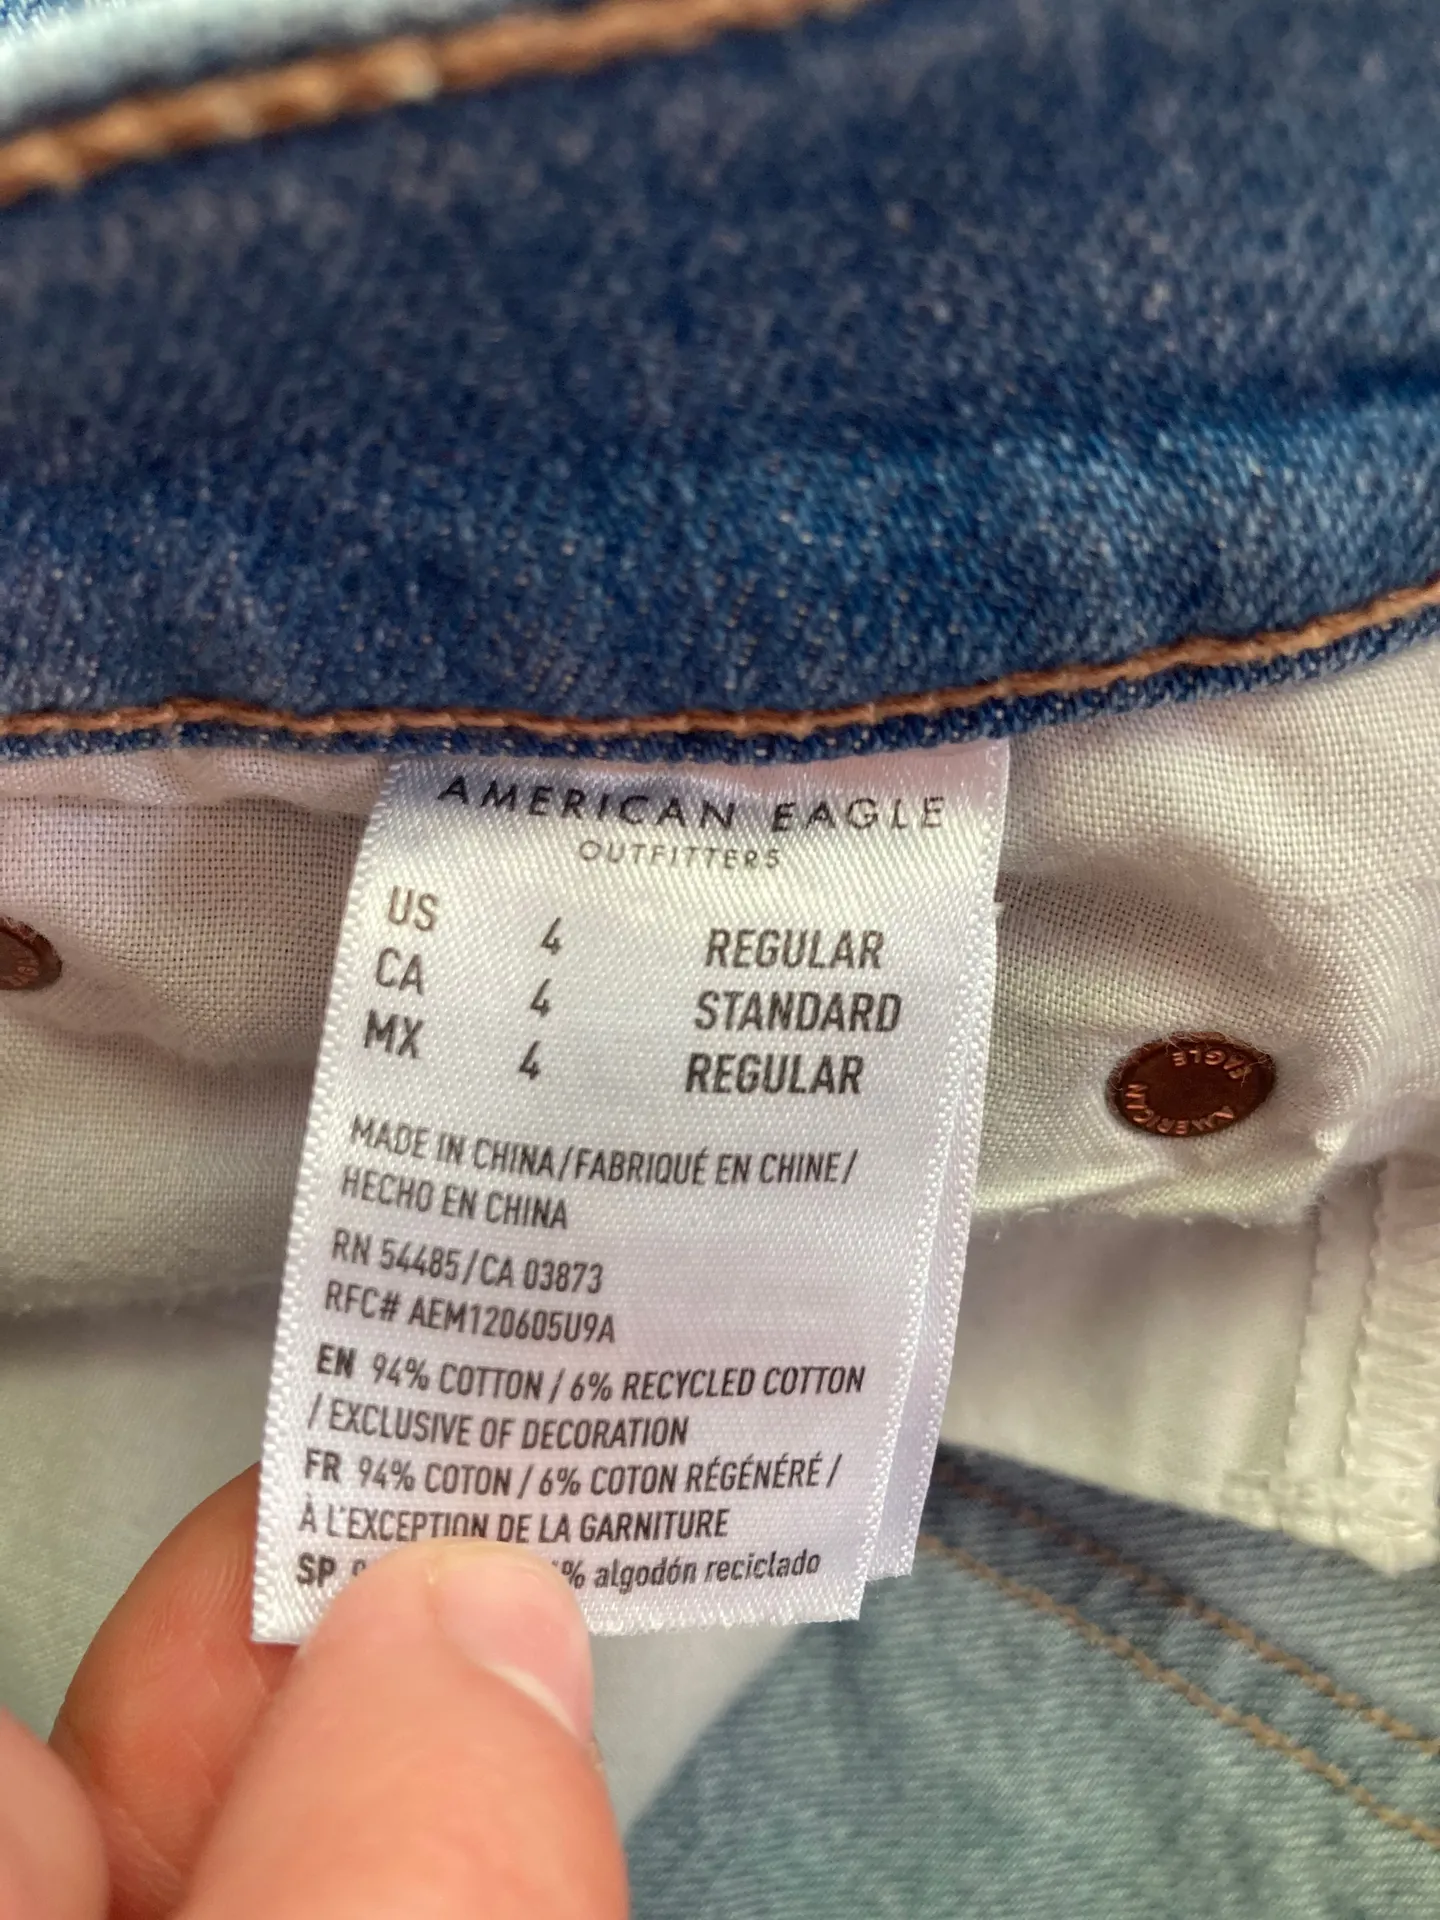 AMERICAN EAGLE
OUTFITTERS
US 4 REGULAR
CA 4 STANDARD
MX 4 REGULAR
MADE IN CHINA/FABRIQUÉ EN CHINE/
HECHO EN CHINA
RN 54485/CA 03873
RFC# AEM120605U9A
EN 94% COTTON / 6% RECYCLED COTTON
/ EXCLUSIVE OF DECORATION
FR 94% COTON / 6% COTON RÉGÉNÉRÉ /
À L'EXCEPTION DE LA GARNITURE
SP % algodón reciclado
AMERICAN EAGLE